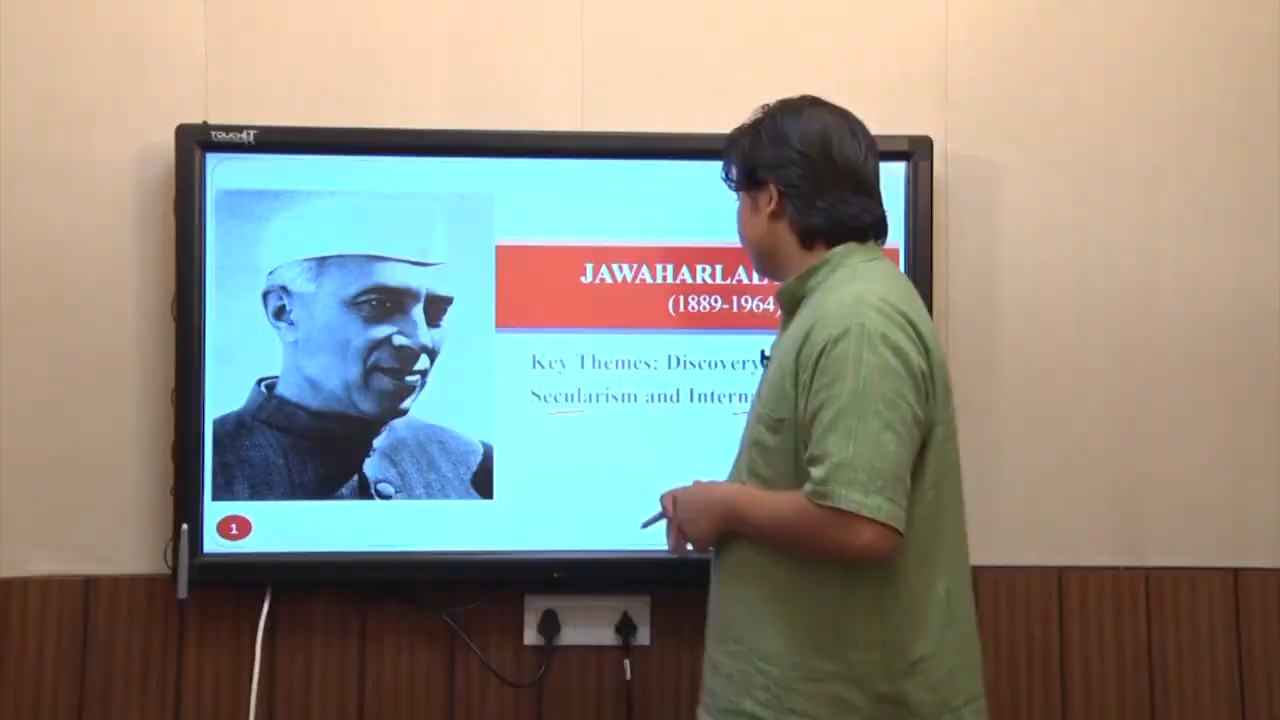 TOUCHIT
JAWAHARLAL
(1889-1964)
Key Themes: Discovery
Secularism and Intern
1